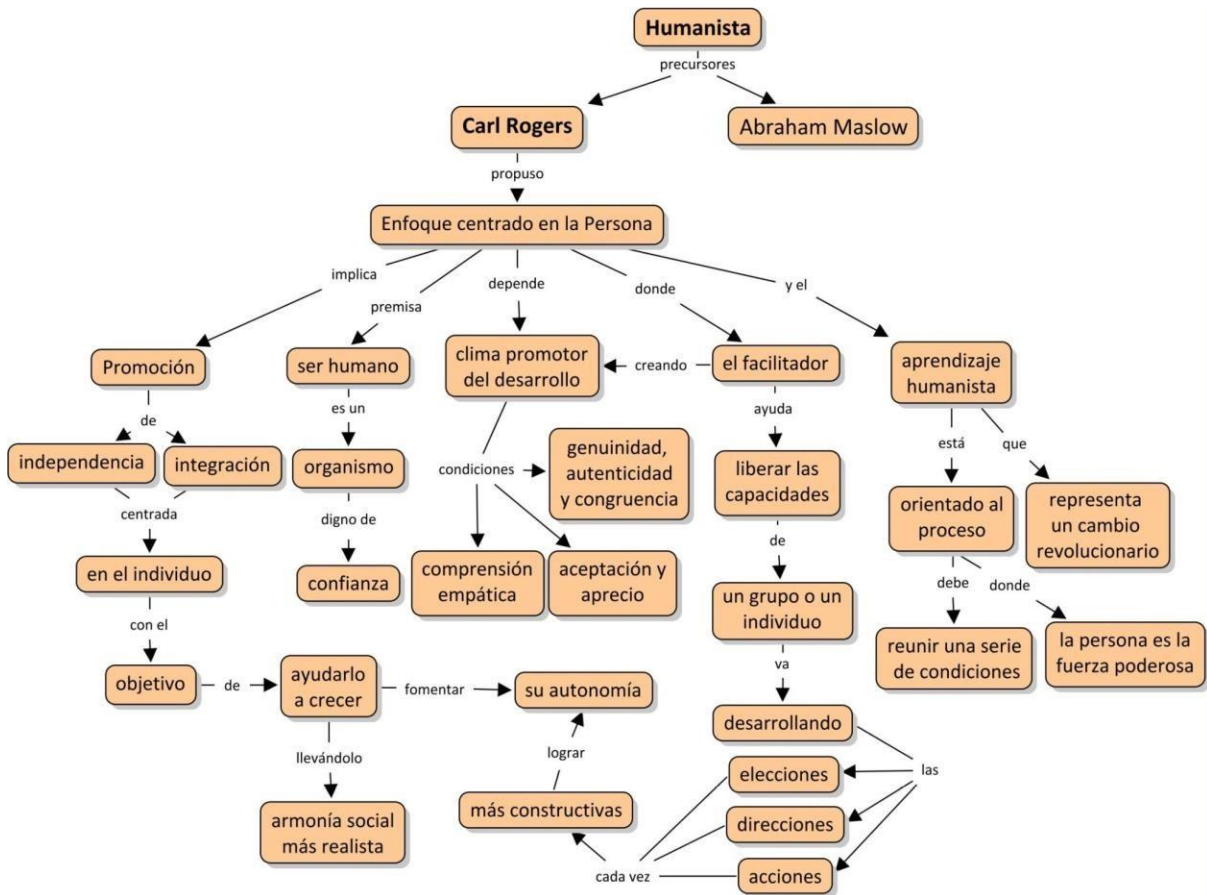 Humanista
precursores
Carl Rogers
Abraham Maslow
propuso
Enfoque centrado en la Persona
implica
premisa
depende
donde
y el
Promoción
ser humano
clima promotor
del desarrollo
creando
el facilitador
aprendizaje
humanista
de
es un
ayuda
está
que
independencia
integración
organismo
condiciones
genuinidad,
autenticidad
y congruencia
liberar las
capacidades
orientado al
proceso
representa
un cambio
revolucionario
centrada
digno de
de
en el individuo
confianza
comprensión
empática
aceptación y
aprecio
un grupo o un
individuo
debe
donde
con el
va
reunir una serie
de condiciones
la persona es la
fuerza poderosa
objetivo
de
ayudarlo
a crecer
fomentar
su autonomía
desarrollando
llevándolo
lograr
elecciones
las
armonía social
más realista
más constructivas
direcciones
cada vez
acciones